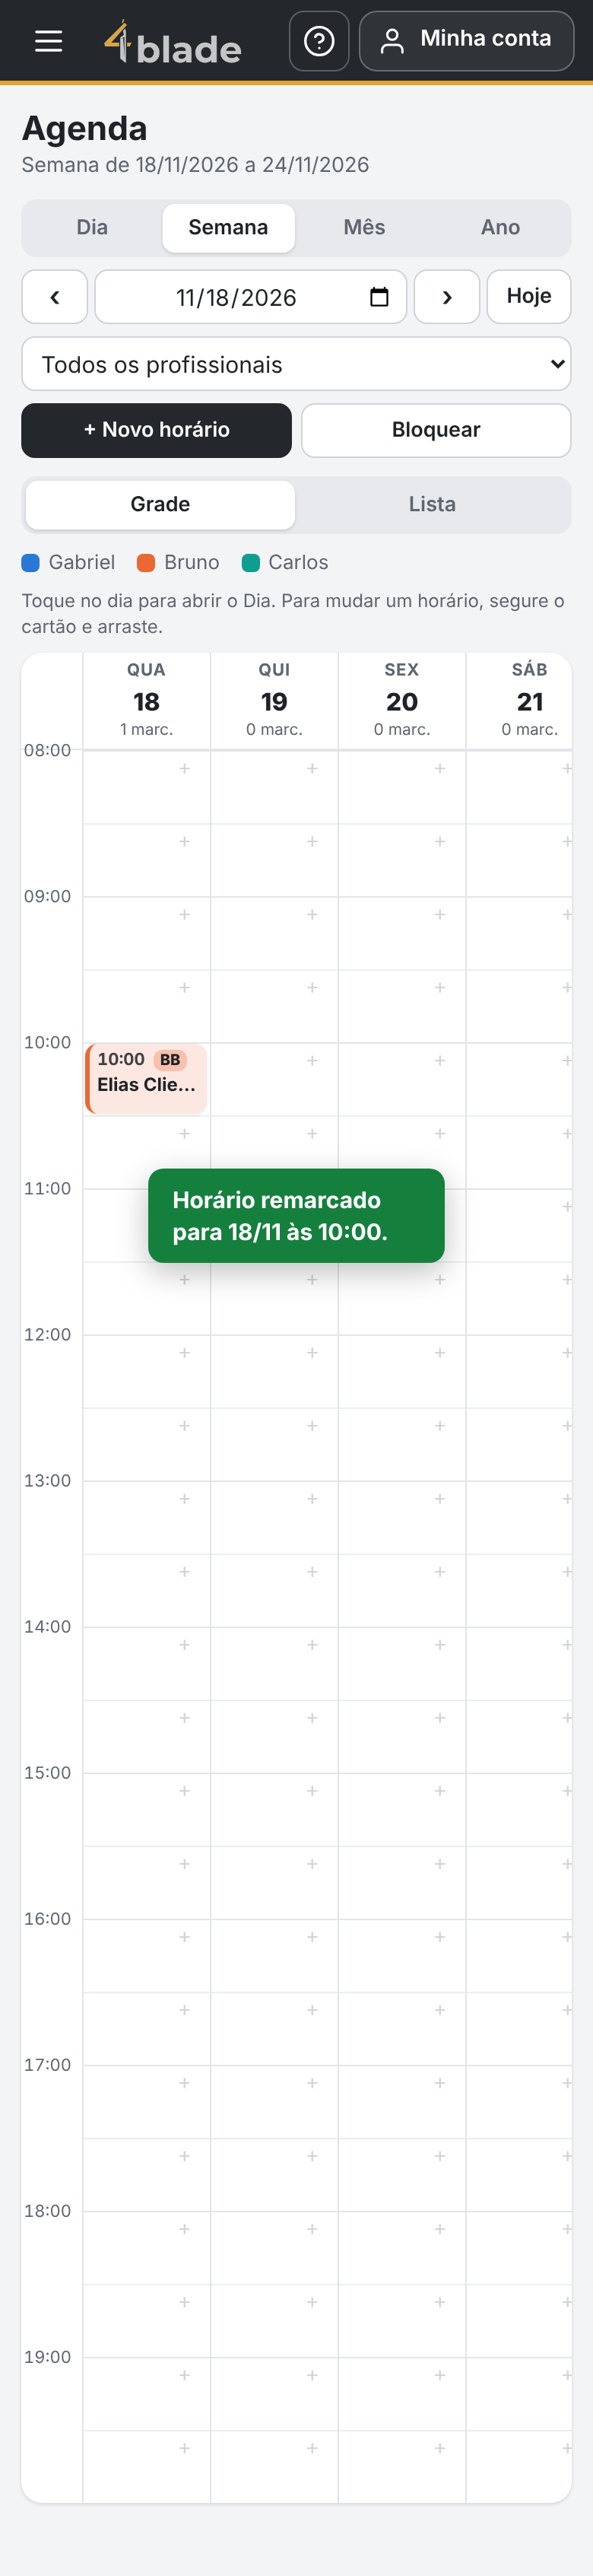 4blade
Minha conta
Agenda
Semana de 18/11/2026 a 24/11/2026
Dia Semana Mês Ano
‹ 11/18/2026 › Hoje
Todos os profissionais
+ Novo horário Bloquear
Grade Lista
Gabriel Bruno Carlos
Toque no dia para abrir o Dia. Para mudar um horário, segure o
cartão e arraste.
QUA QUI SEX SÁB
18 19 20 21
1 marc. 0 marc. 0 marc. 0 marc.
08:00
09:00
10:00
10:00 BB
Elias Clie...
11:00
Horário remarcado
para 18/11 às 10:00.
12:00
13:00
14:00
15:00
16:00
17:00
18:00
19:00